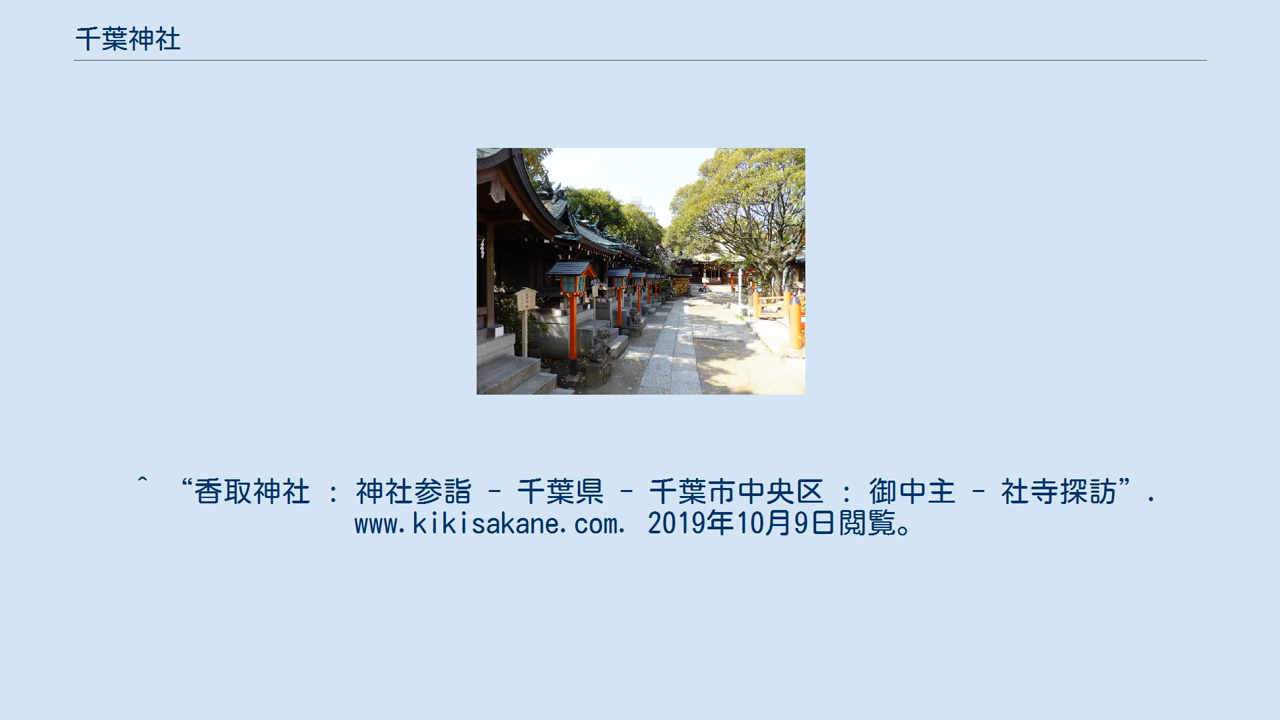 千葉神社
^ “香取神社 : 神社参詣 - 千葉県 - 千葉市中央区 : 御中主 - 社寺探訪”.
www.kikisakane.com. 2019年10月9日閲覧。